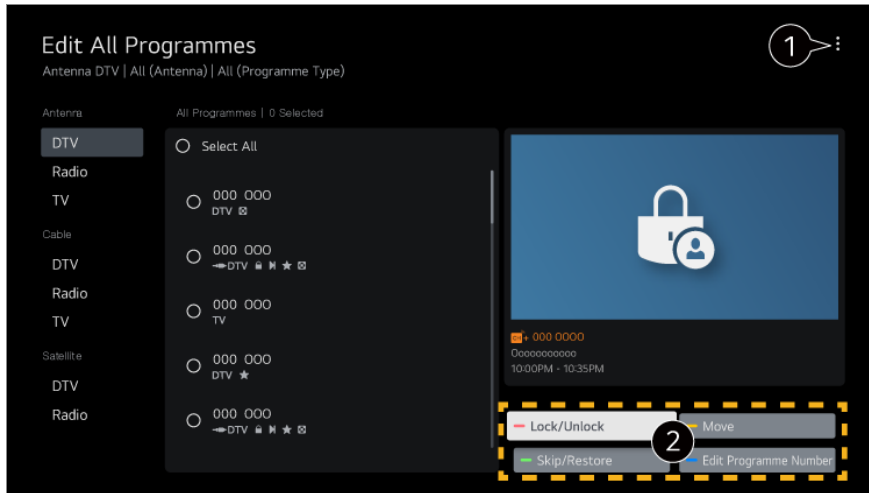 Edit All Programmes
Antenna DTV | All (Antenna) | All (Programme Type)
1
Antenna
DTV
Radio
TV
Cable
DTV
Radio
TV
Satellite
DTV
Radio
All Programmes | 0 Selected
Select All
000 000
DTV
000 000
DTV
000 000
TV
000 000
DTV
000 000
DTV
+ 000 0000
Ooooooooooo
10:00PM - 10:35PM
Lock/Unlock
2
Move
Skip/Restore
Edit Programme Number